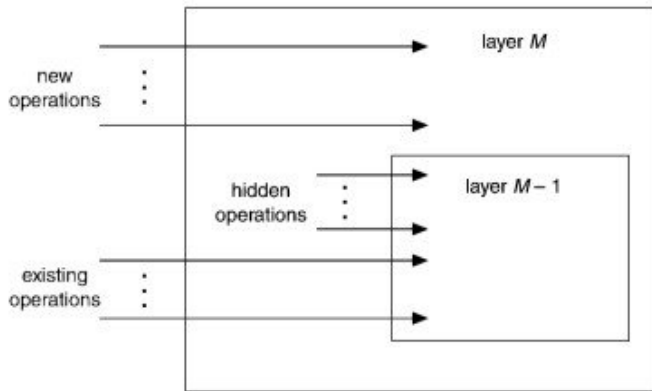 layer M
new
operations
layer M – 1
hidden
operations
existing
operations